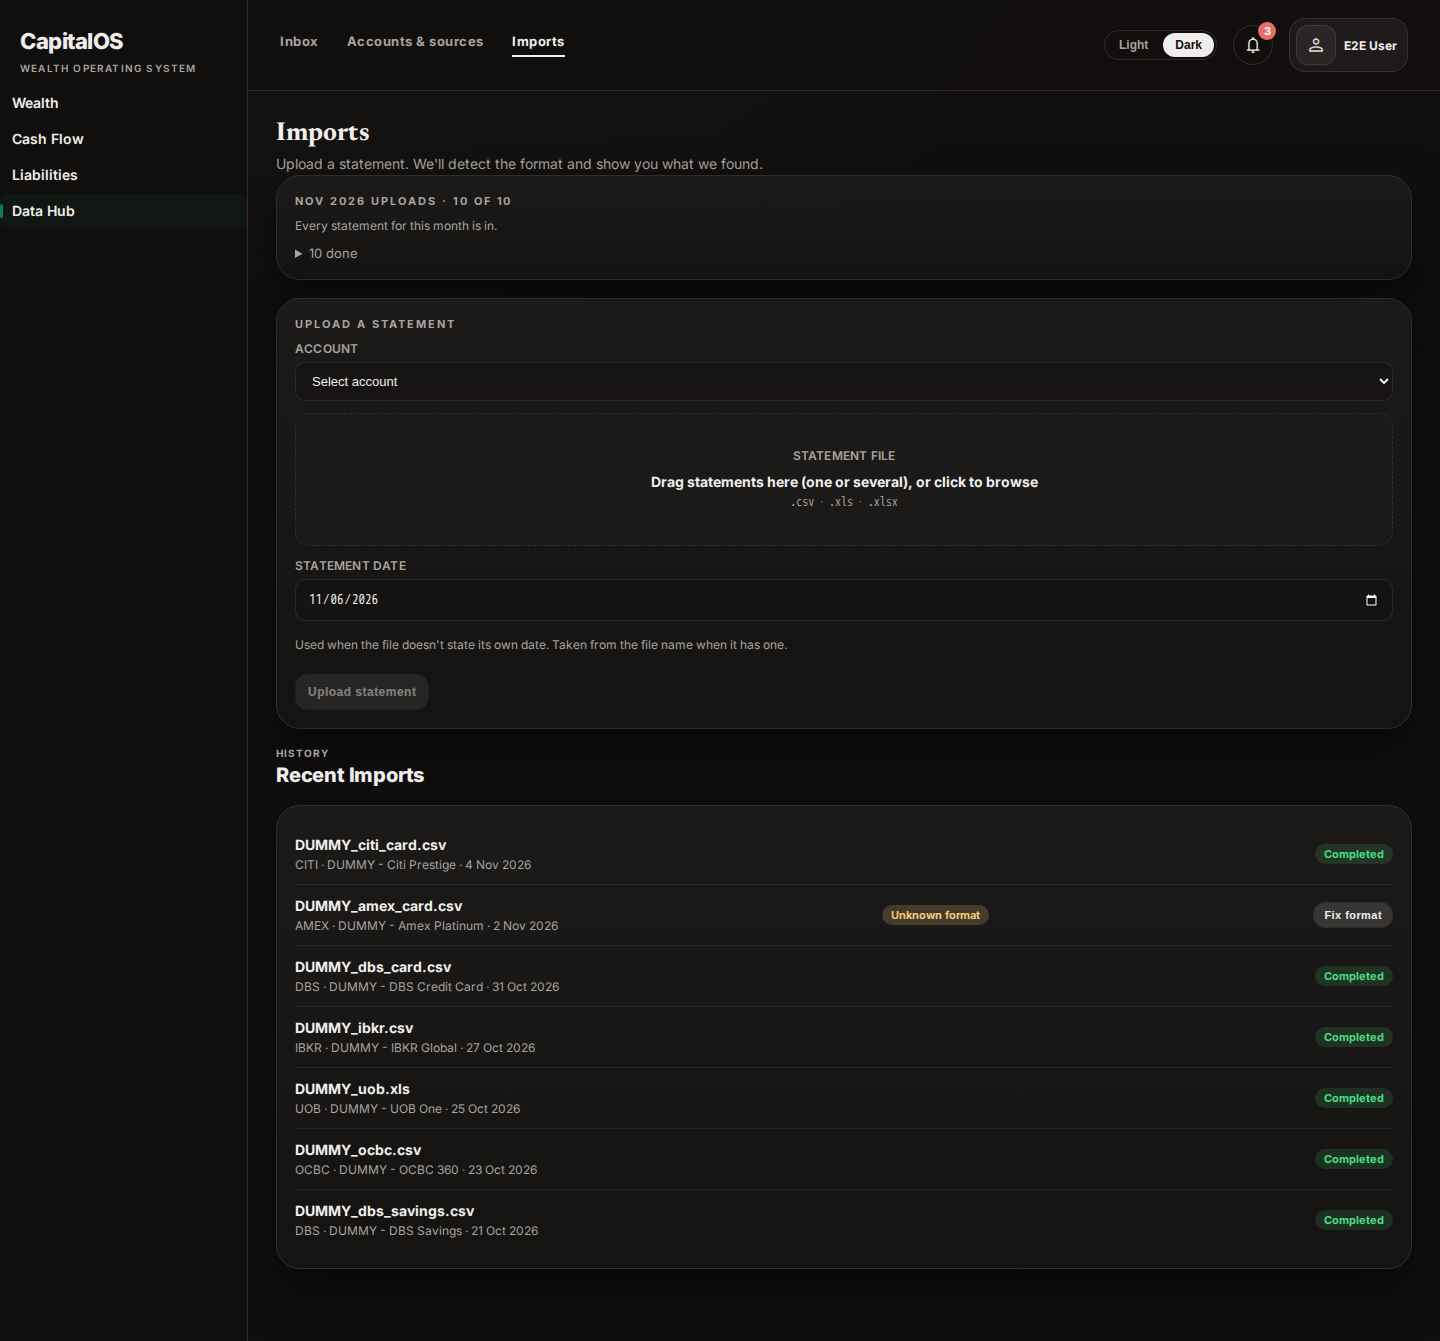 CapitalOS
WEALTH OPERATING SYSTEM
Wealth
Cash Flow
Liabilities
Data Hub
Inbox
Accounts & sources
Imports
Light
Dark
3
E2E User
Imports
Upload a statement. We'll detect the format and show you what we found.
NOV 2026 UPLOADS · 10 OF 10
Every statement for this month is in.
10 done
UPLOAD A STATEMENT
ACCOUNT
Select account
STATEMENT FILE
Drag statements here (one or several), or click to browse
.csv · .xls · .xlsx
STATEMENT DATE
11/06/2026
Used when the file doesn't state its own date. Taken from the file name when it has one.
Upload statement
HISTORY
Recent Imports
DUMMY_citi_card.csv
CITI · DUMMY - Citi Prestige · 4 Nov 2026
Completed
DUMMY_amex_card.csv
AMEX · DUMMY - Amex Platinum · 2 Nov 2026
Unknown format
Fix format
DUMMY_dbs_card.csv
DBS · DUMMY - DBS Credit Card · 31 Oct 2026
Completed
DUMMY_ibkr.csv
IBKR · DUMMY - IBKR Global · 27 Oct 2026
Completed
DUMMY_uob.xls
UOB · DUMMY - UOB One · 25 Oct 2026
Completed
DUMMY_ocbc.csv
OCBC · DUMMY - OCBC 360 · 23 Oct 2026
Completed
DUMMY_dbs_savings.csv
DBS · DUMMY - DBS Savings · 21 Oct 2026
Completed